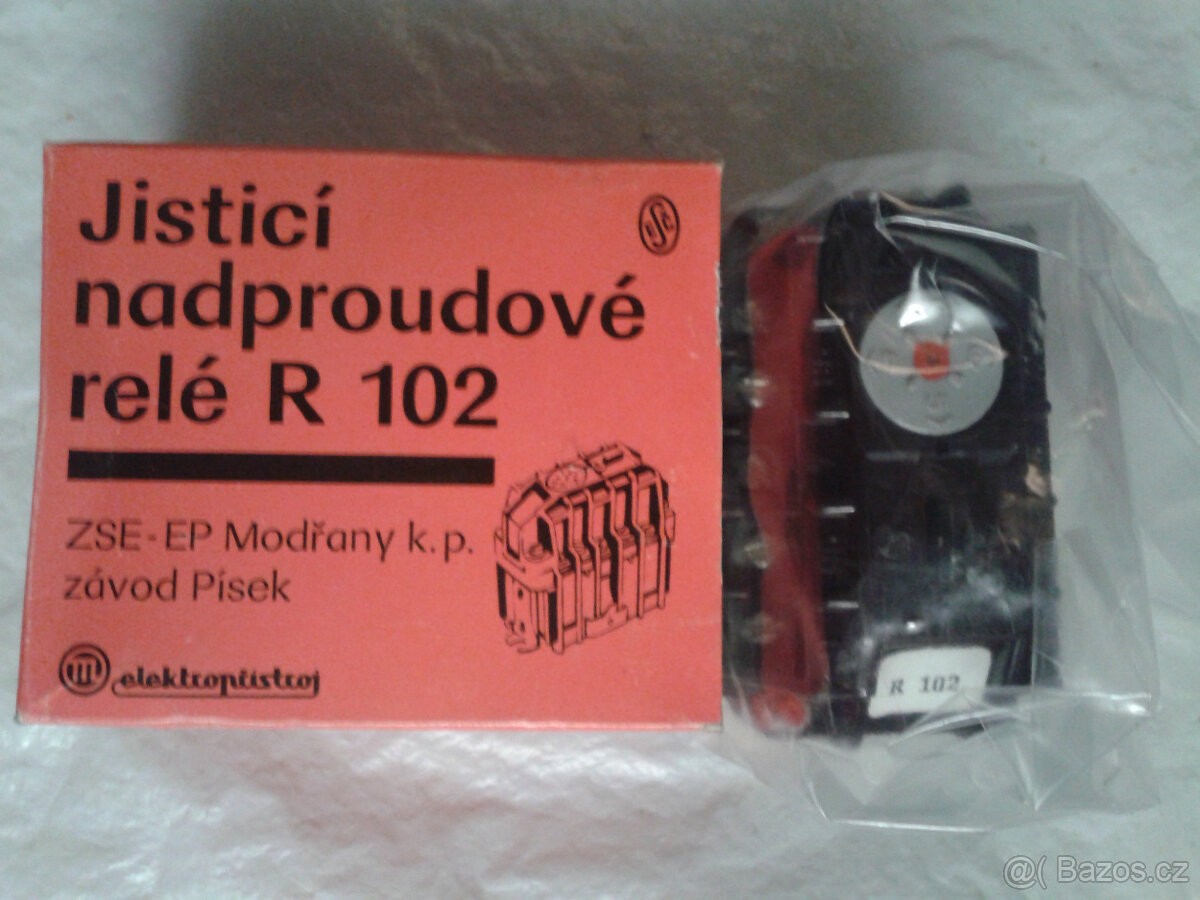 Jisticí
nadproudové
relé R 102
ZSE-EP Modřany k.p.
závod Písek
elektropřístroj
R 102
@( Bazos.cz